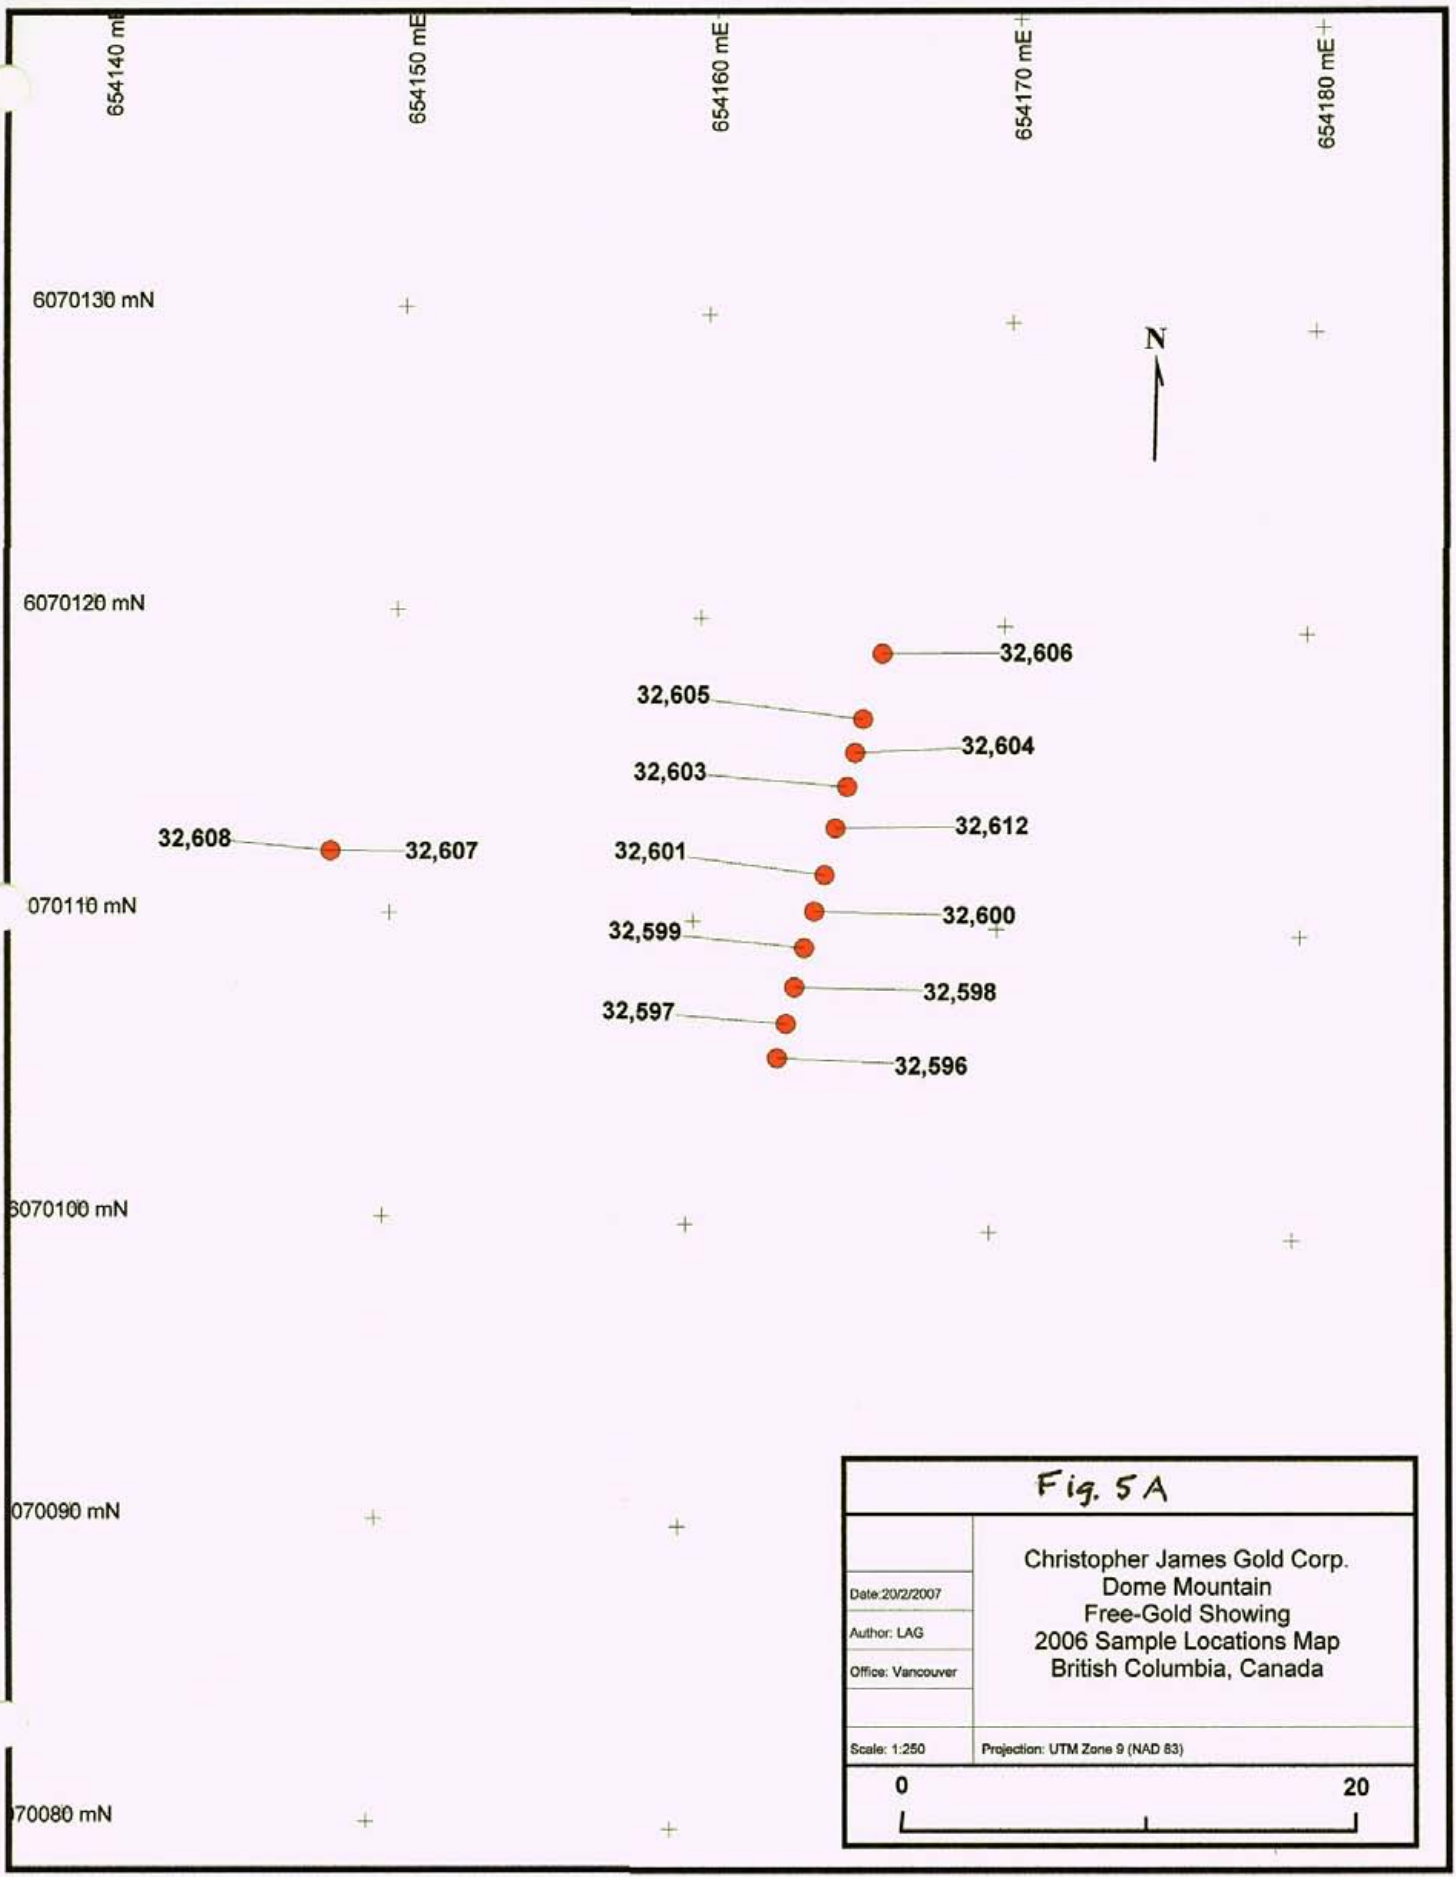 654140 mE
654150 mE
654160 mE
654170 mE
654180 mE
6070130 mN
N
6070120 mN
32,606
32,605
32,604
32,603
32,612
32,608
32,607
32,601
070110 mN
32,600
32,599
32,598
32,597
32,596
6070100 mN
070090 mN
70080 mN
Fig. 5A
Christopher James Gold Corp.
Dome Mountain
Free-Gold Showing
2006 Sample Locations Map
British Columbia, Canada
Date:20/2/2007
Author: LAG
Office: Vancouver
Scale: 1:250
Projection: UTM Zone 9 (NAD 83)
0 20